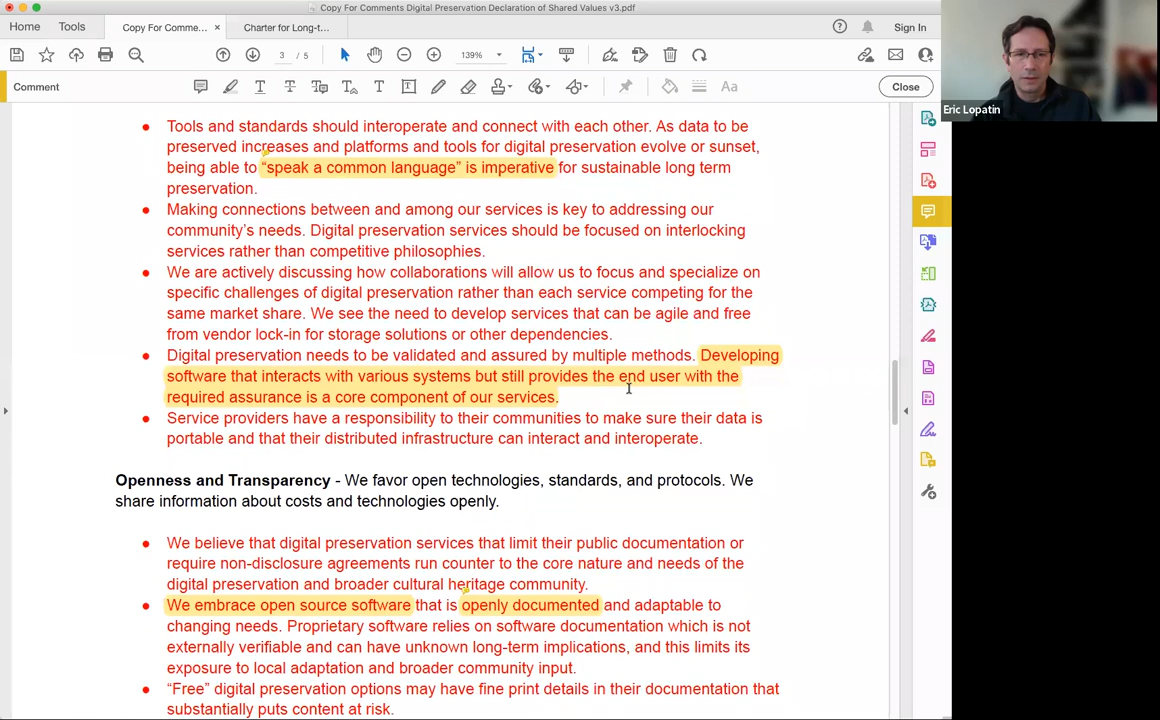 Copy For Comments Digital Preservation Declaration of Shared Values v3.pdf
Home Tools Copy For Comme... × Charter for Long-t... Sign In
3 / 5 139%
Comment Close
Eric Lopatin
• Tools and standards should interoperate and connect with each other. As data to be
preserved increases and platforms and tools for digital preservation evolve or sunset,
being able to “speak a common language” is imperative for sustainable long term
preservation.
• Making connections between and among our services is key to addressing our
community’s needs. Digital preservation services should be focused on interlocking
services rather than competitive philosophies.
• We are actively discussing how collaborations will allow us to focus and specialize on
specific challenges of digital preservation rather than each service competing for the
same market share. We see the need to develop services that can be agile and free
from vendor lock-in for storage solutions or other dependencies.
• Digital preservation needs to be validated and assured by multiple methods. Developing
software that interacts with various systems but still provides the end user with the
required assurance is a core component of our services.
• Service providers have a responsibility to their communities to make sure their data is
portable and that their distributed infrastructure can interact and interoperate.
Openness and Transparency - We favor open technologies, standards, and protocols. We
share information about costs and technologies openly.
• We believe that digital preservation services that limit their public documentation or
require non-disclosure agreements run counter to the core nature and needs of the
digital preservation and broader cultural heritage community.
• We embrace open source software that is openly documented and adaptable to
changing needs. Proprietary software relies on software documentation which is not
externally verifiable and can have unknown long-term implications, and this limits its
exposure to local adaptation and broader community input.
• “Free” digital preservation options may have fine print details in their documentation that
substantially puts content at risk.